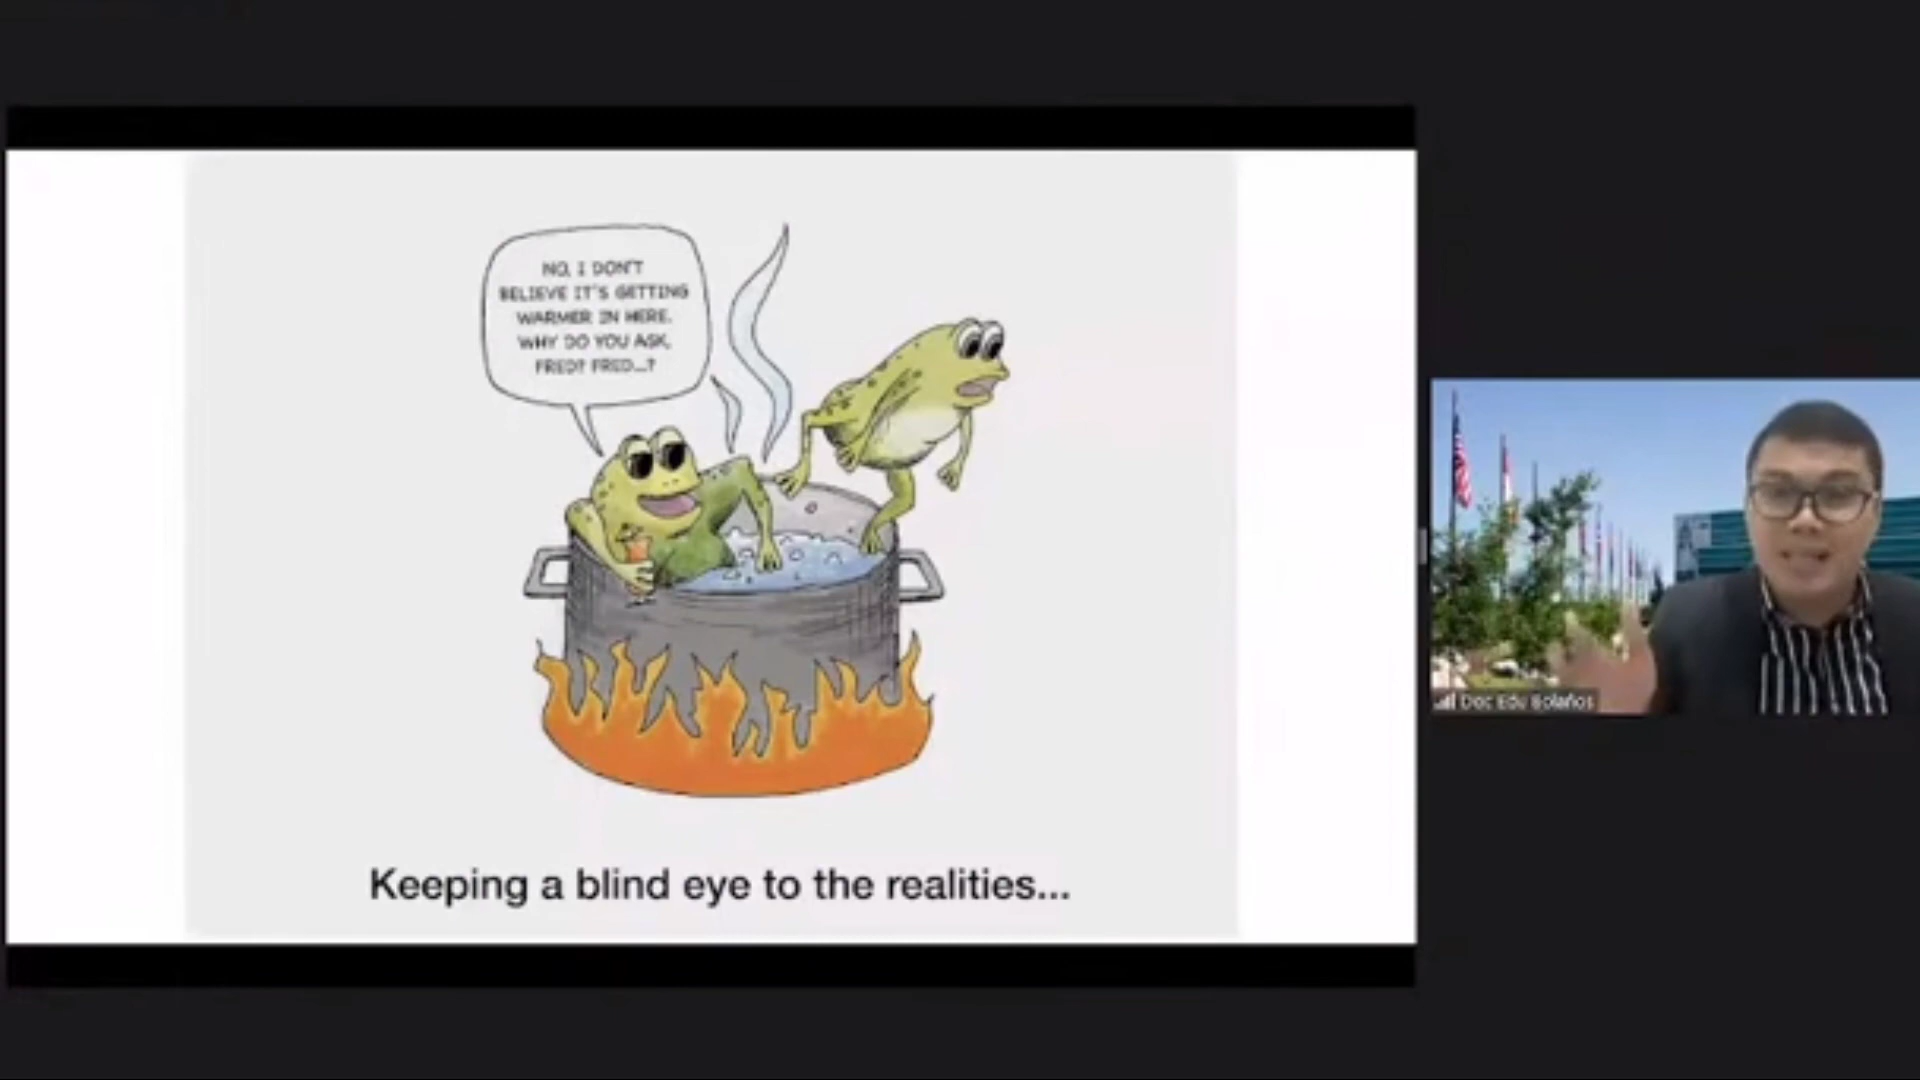 NO, I DON'T
BELIEVE IT'S GETTING
WARMER IN HERE.
WHY DO YOU ASK,
FRED? FRED...?
Keeping a blind eye to the realities...
Doc Edu Bolaños